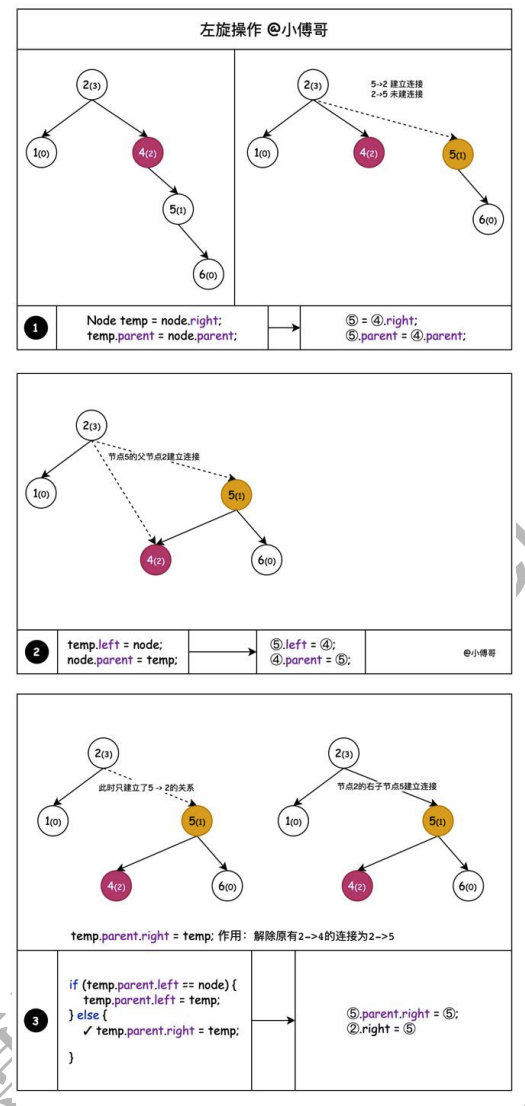 左旋操作 @小傅哥
2(3)
1(0)
4(2)
5(1)
6(0)
2(3)
5->2 建立连接
2->5 未建连接
1(0)
4(2)
5(1)
6(0)
1
Node temp = node.right;
temp.parent = node.parent;
⑤ = ④.right;
⑤.parent = ④.parent;
2(3)
节点5的父节点2建立连接
1(0)
5(1)
4(2)
6(0)
2
temp.left = node;
node.parent = temp;
⑤.left = ④;
④.parent = ⑤;
@小傅哥
2(3)
此时只建立了5 -> 2的关系
1(0)
5(1)
4(2)
6(0)
2(3)
节点2的右子节点5建立连接
1(0)
5(1)
4(2)
6(0)
temp.parent.right = temp; 作用：解除原有2->4的连接为2->5
3
if (temp.parent.left == node) {
temp.parent.left = temp;
} else {
✓ temp.parent.right = temp;
}
⑤.parent.right = ⑤;
②.right = ⑤